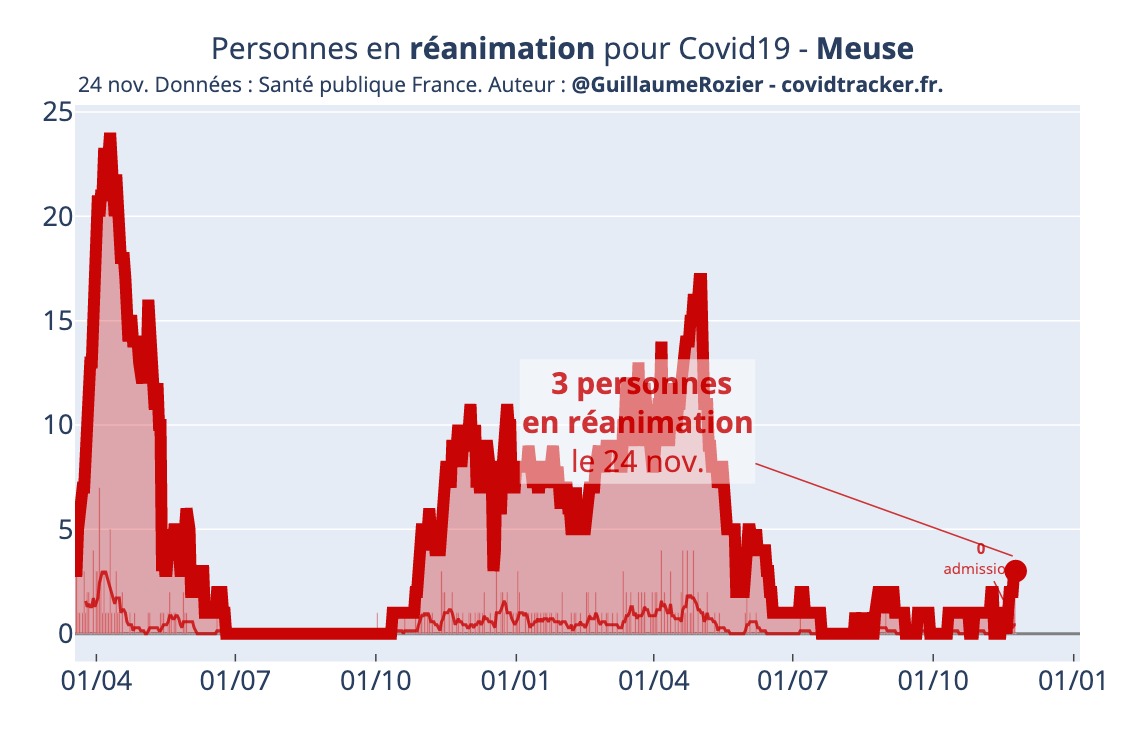 Personnes en réanimation pour Covid19 - Meuse
24 nov. Données : Santé publique France. Auteur : @GuillaumeRozier - covidtracker.fr.
25
20
15
10
5
0
3 personnes
en réanimation
le 24 nov.
0
admissio
01/04 01/07 01/10 01/01 01/04 01/07 01/10 01/01